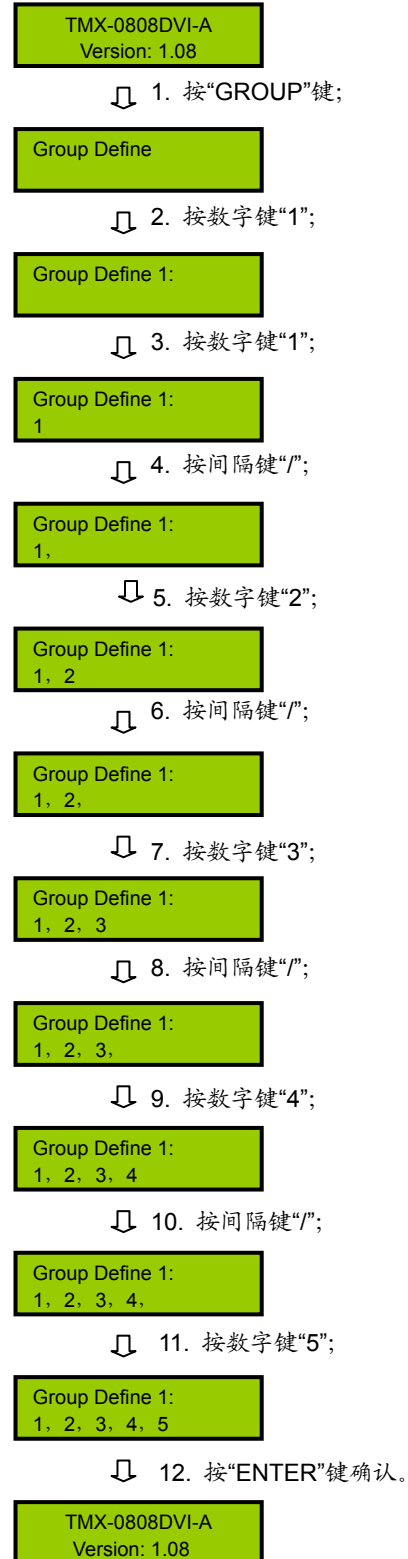 TMX-0808DVI-A
Version: 1.08
1. 按“GROUP”键;
Group Define
2. 按数字键“1”;
Group Define 1:
3. 按数字键“1”;
Group Define 1:
1
4. 按间隔键“/”;
Group Define 1:
1，
5. 按数字键“2”;
Group Define 1:
1，2
6. 按间隔键“/”;
Group Define 1:
1，2，
7. 按数字键“3”;
Group Define 1:
1，2，3
8. 按间隔键“/”;
Group Define 1:
1，2，3，
9. 按数字键“4”;
Group Define 1:
1，2，3，4
10. 按间隔键“/”;
Group Define 1:
1，2，3，4，
11. 按数字键“5”;
Group Define 1:
1，2，3，4，5
12. 按“ENTER”键确认。
TMX-0808DVI-A
Version: 1.08